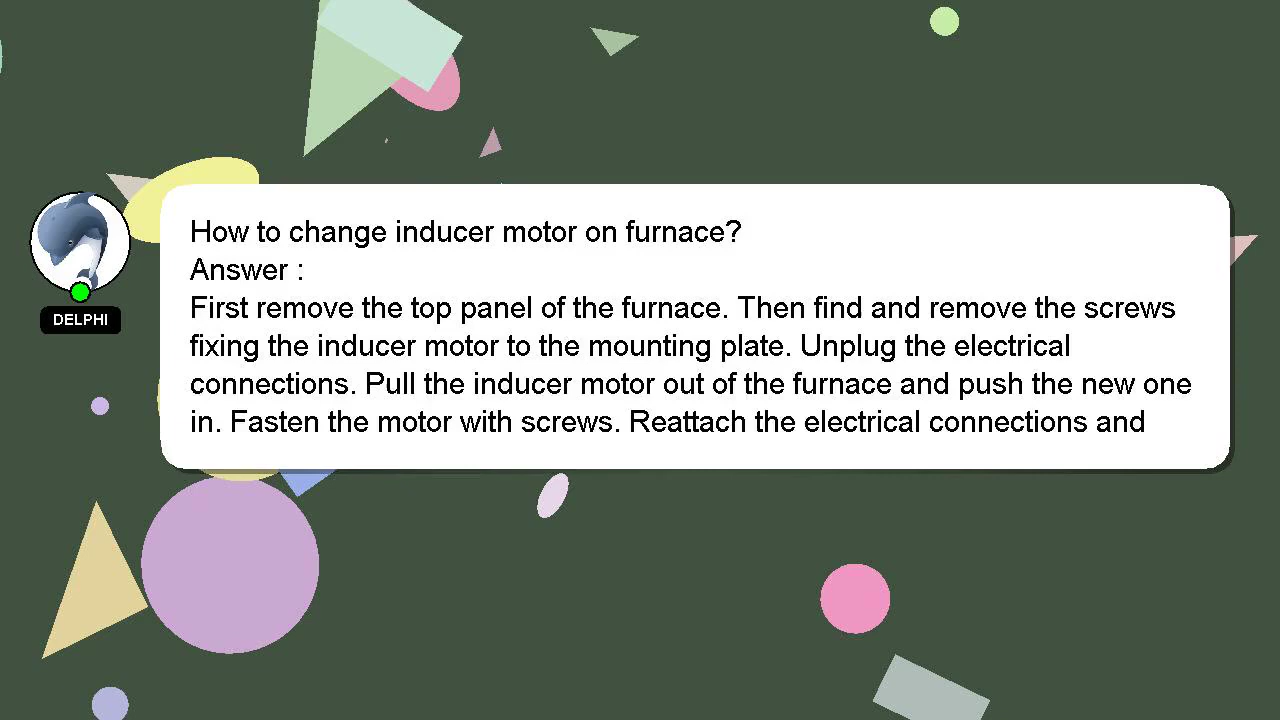 How to change inducer motor on furnace?
Answer :
First remove the top panel of the furnace. Then find and remove the screws
fixing the inducer motor to the mounting plate. Unplug the electrical
connections. Pull the inducer motor out of the furnace and push the new one
in. Fasten the motor with screws. Reattach the electrical connections and
DELPHI